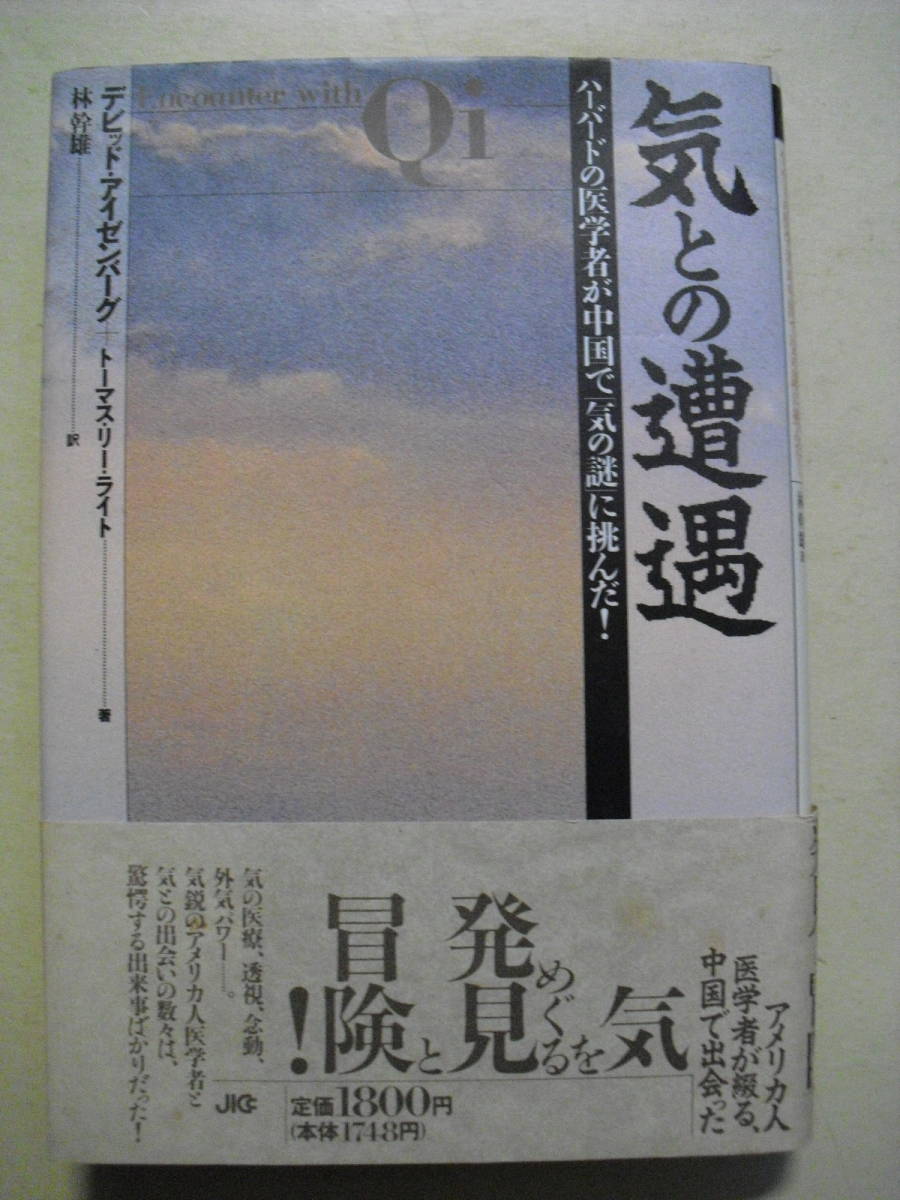 気との遭遇
ハーバードの医学者が中国で「気の謎」に挑んだ!
Encounter with
Qi
デビッド・アイゼンバーグ+トーマス・リー・ライト………著
林 幹雄………訳
アメリカ人
医学者が綴る、
中国で出会った
気を
めぐる
発見と
冒険!
気の医療、透視、念動、
外気パワー……。
気鋭のアメリカ人医学者と
気との出会いの数々は、
驚愕する出来事ばかりだった!
JICC
定価1800円
(本体1748円)